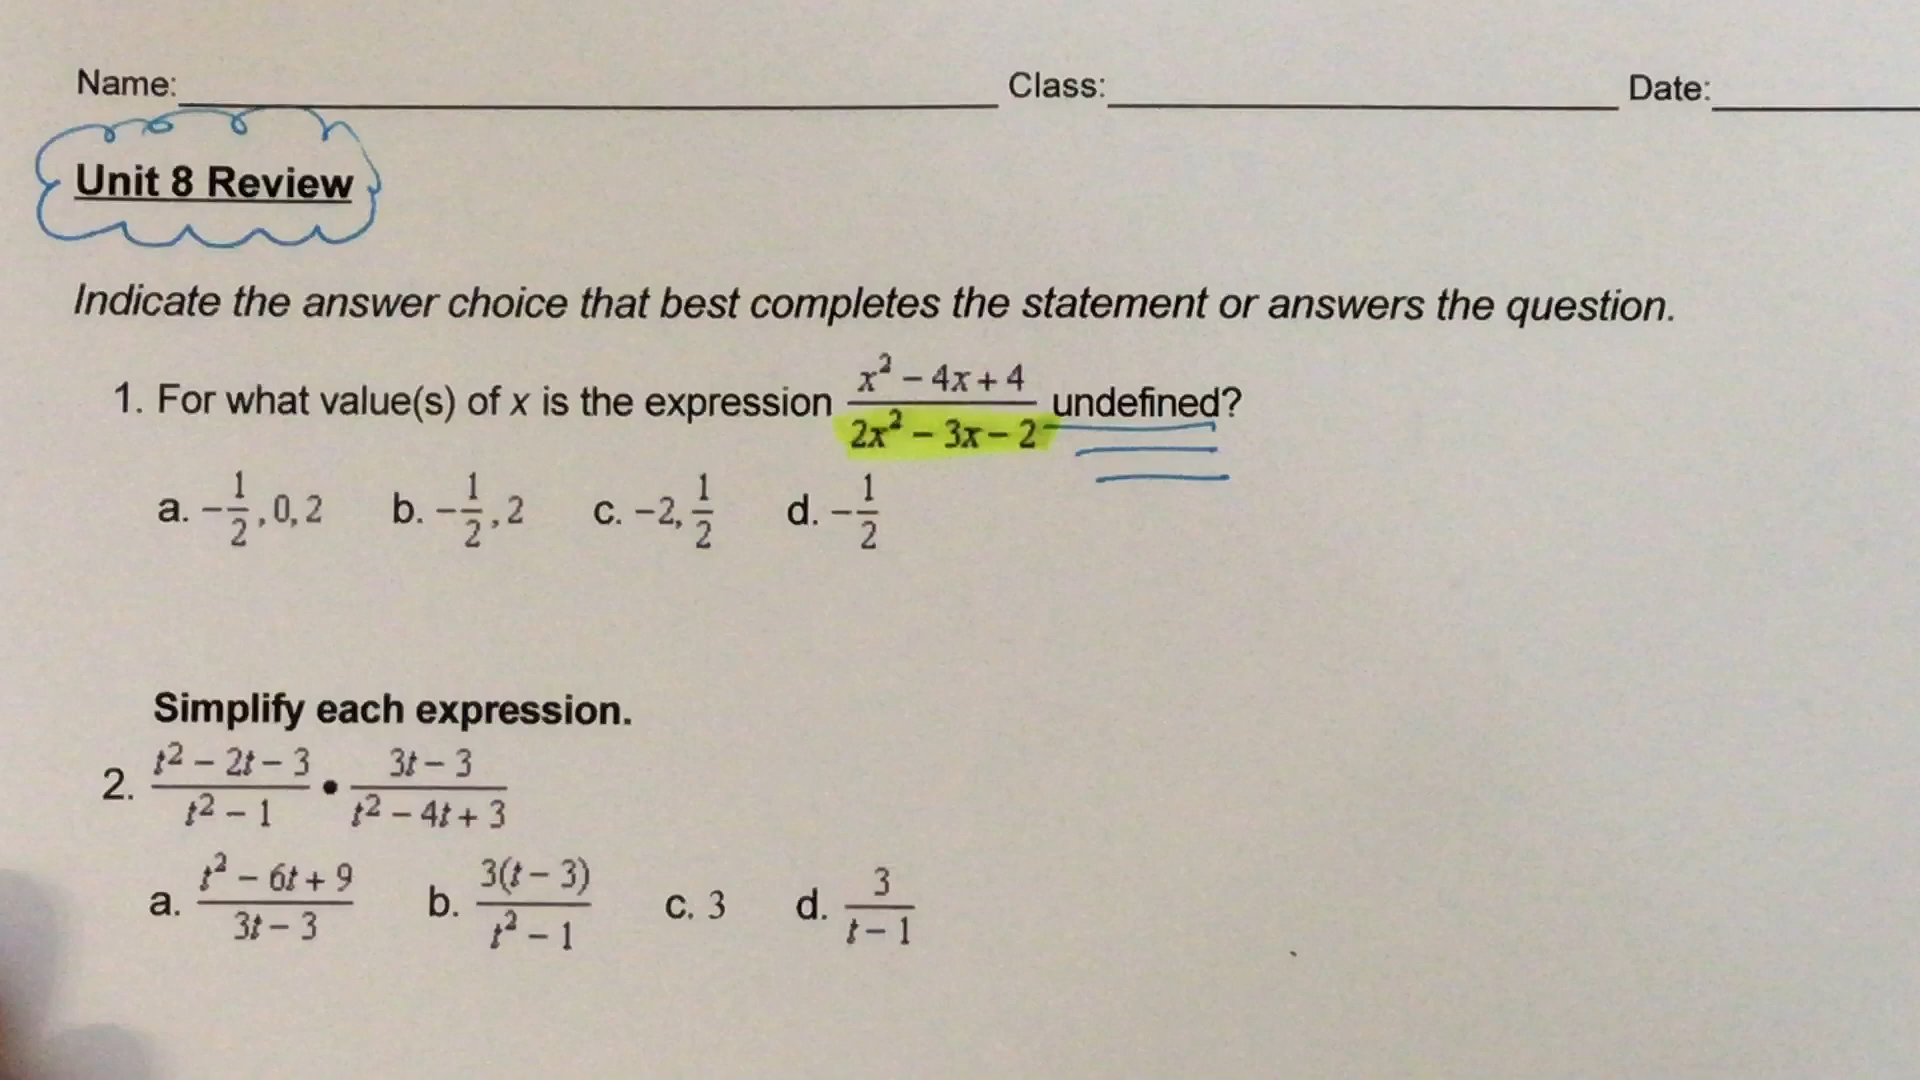 Name: Class: Date:
Unit 8 Review
Indicate the answer choice that best completes the statement or answers the question.
1. For what value(s) of x is the expression (x² − 4x + 4)/(2x² − 3x − 2) undefined?
a. −1/2, 0, 2 b. −1/2, 2 c. −2, 1/2 d. −1/2
Simplify each expression.
2. (t² − 2t − 3)/(t² − 1) • (3t − 3)/(t² − 4t + 3)
a. (t² − 6t + 9)/(3t − 3) b. 3(t − 3)/(t² − 1) c. 3 d. 3/(t − 1)